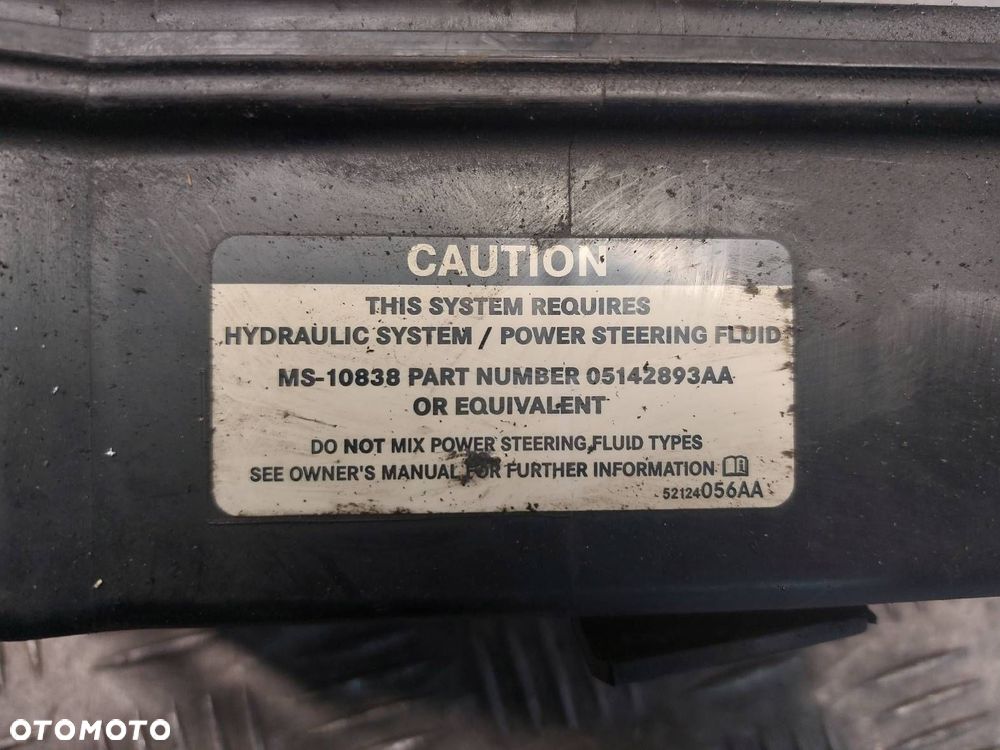 CAUTION
THIS SYSTEM REQUIRES
HYDRAULIC SYSTEM / POWER STEERING FLUID
MS-10838 PART NUMBER 05142893AA
OR EQUIVALENT
DO NOT MIX POWER STEERING FLUID TYPES
SEE OWNER'S MANUAL FOR FURTHER INFORMATION
52124056AA
OTOMOTO